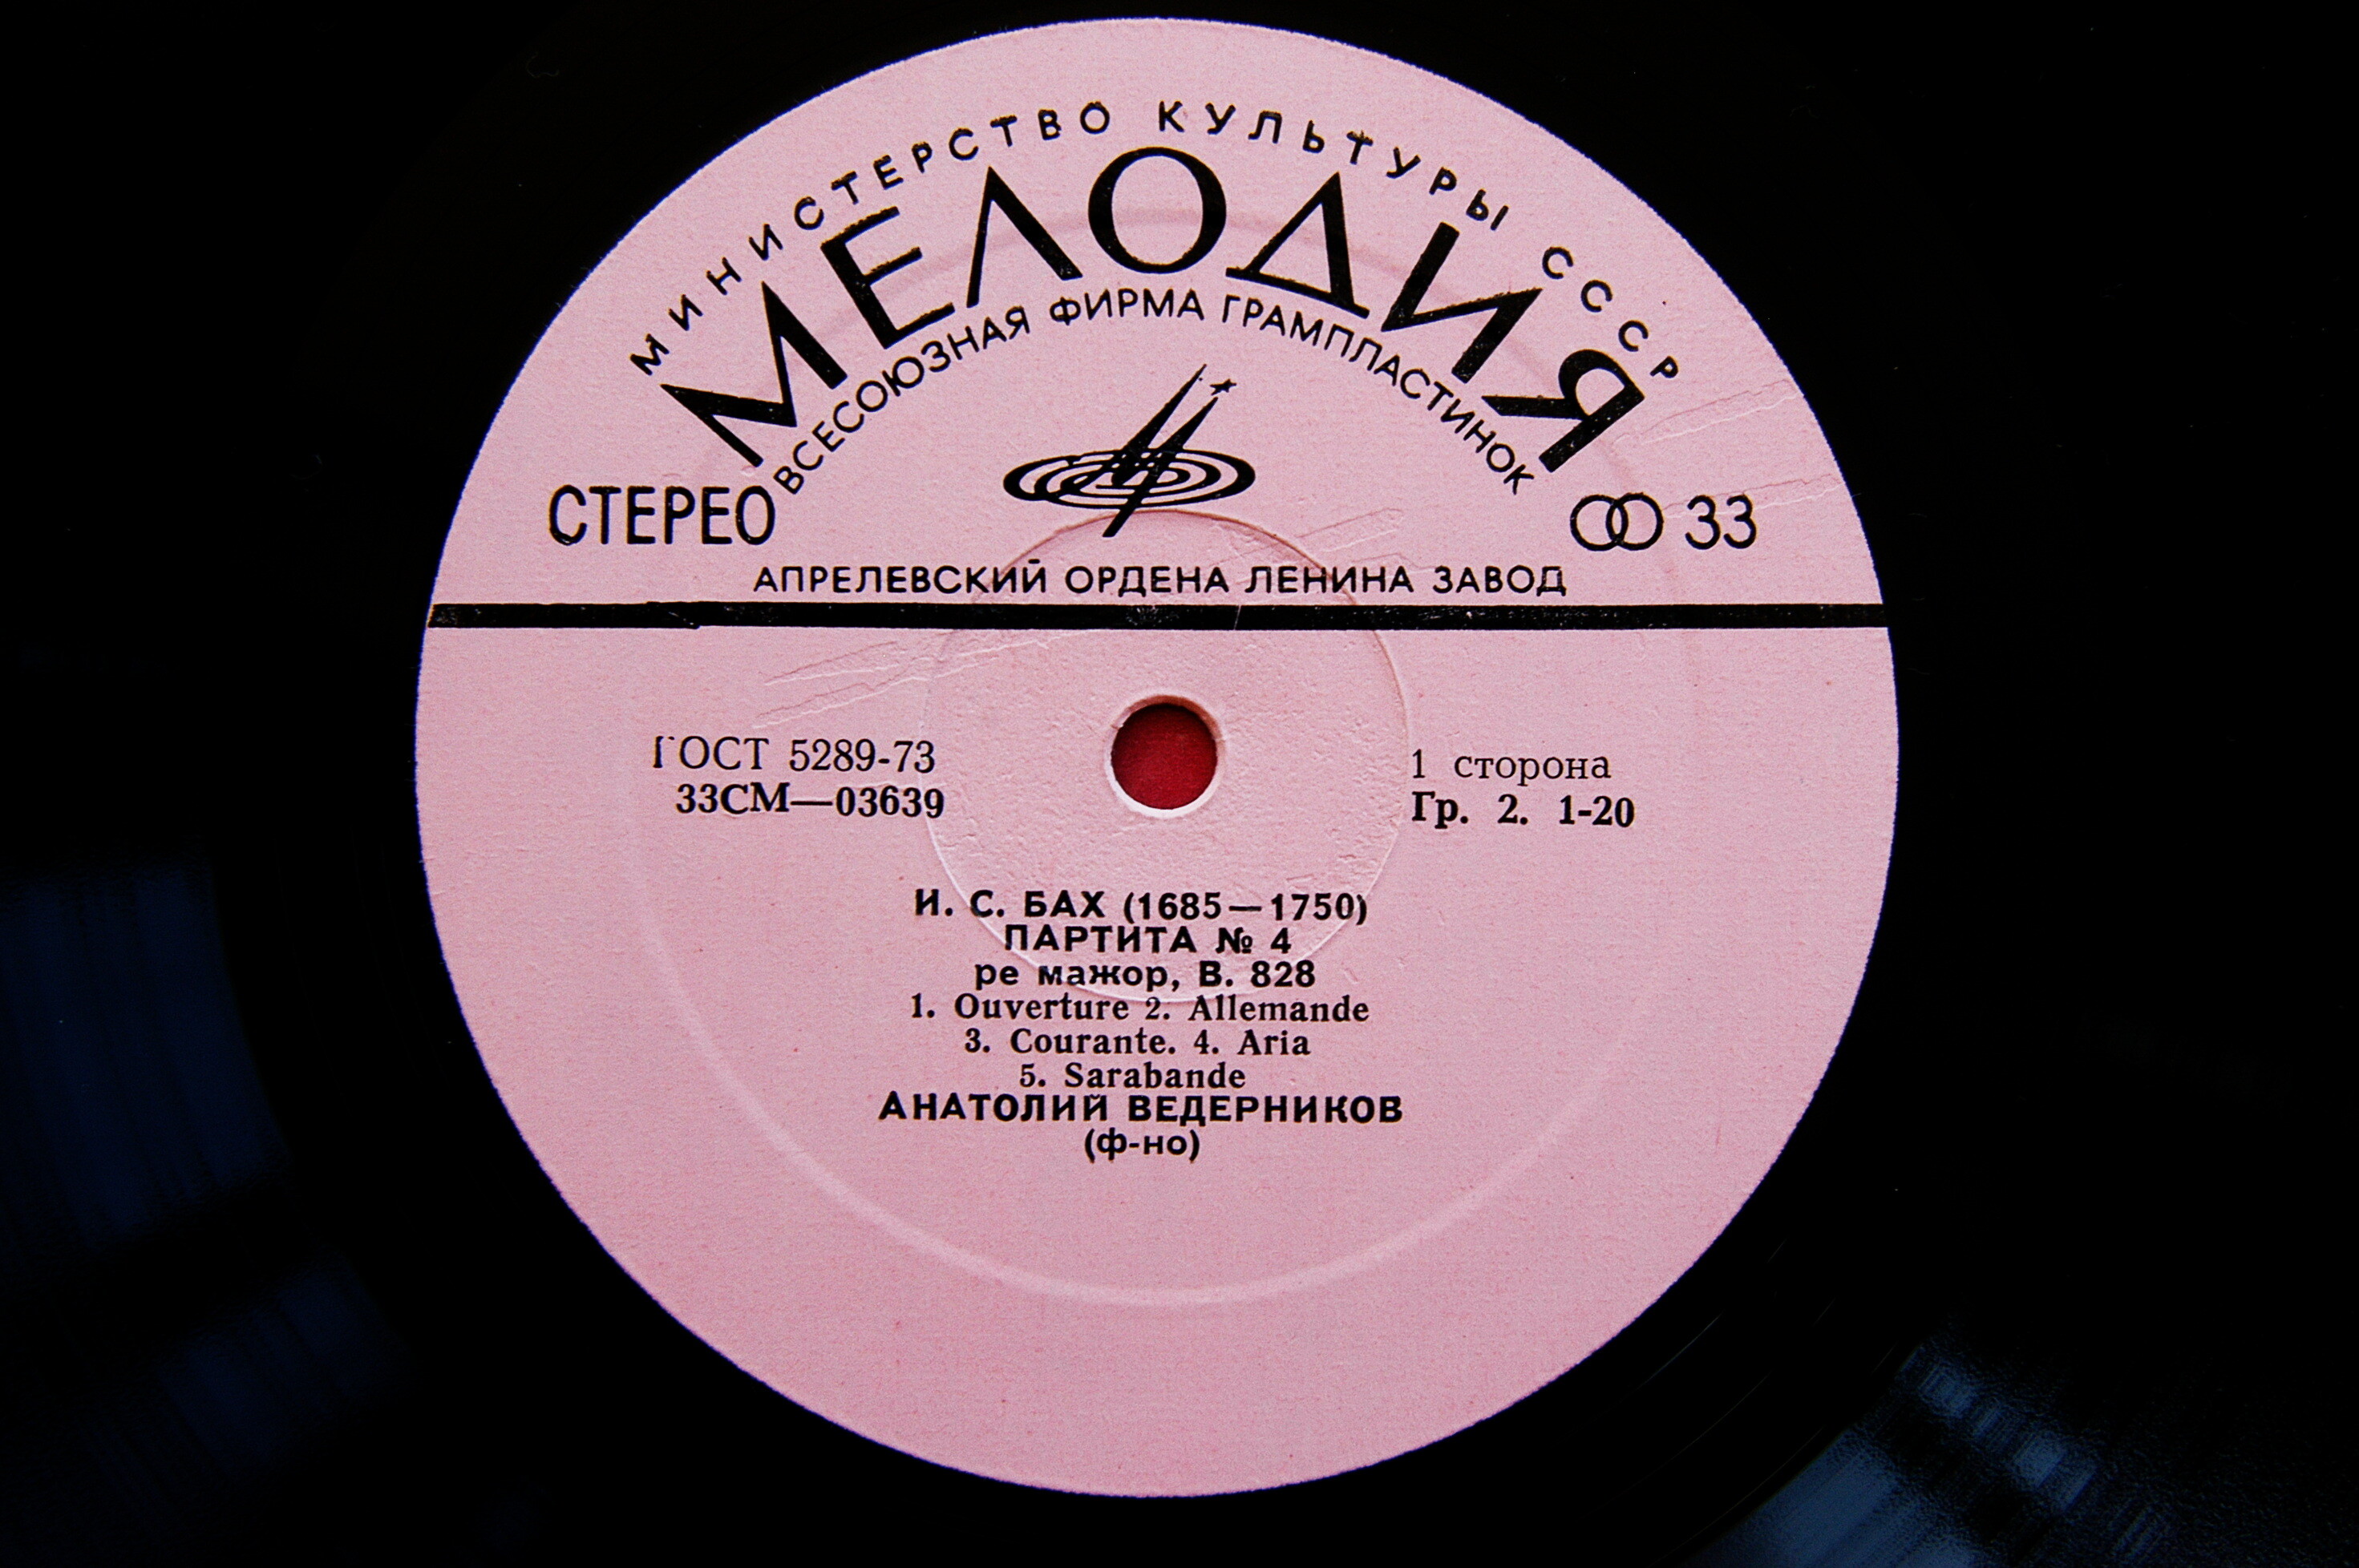 МИНИСТЕРСТВО КУЛЬТУРЫ СССР
МЕЛОДИЯ
ВСЕСОЮЗНАЯ ФИРМА ГРАМПЛАСТИНОК
СТЕРЕО
33
АПРЕЛЕВСКИЙ ОРДЕНА ЛЕНИНА ЗАВОД
ГОСТ 5289-73
33СМ—03639
1 сторона
Гр. 2. 1-20
И. С. БАХ (1685—1750)
ПАРТИТА № 4
ре мажор, В. 828
1. Ouverture 2. Allemande
3. Courante. 4. Aria
5. Sarabande
АНАТОЛИЙ ВЕДЕРНИКОВ
(ф-но)